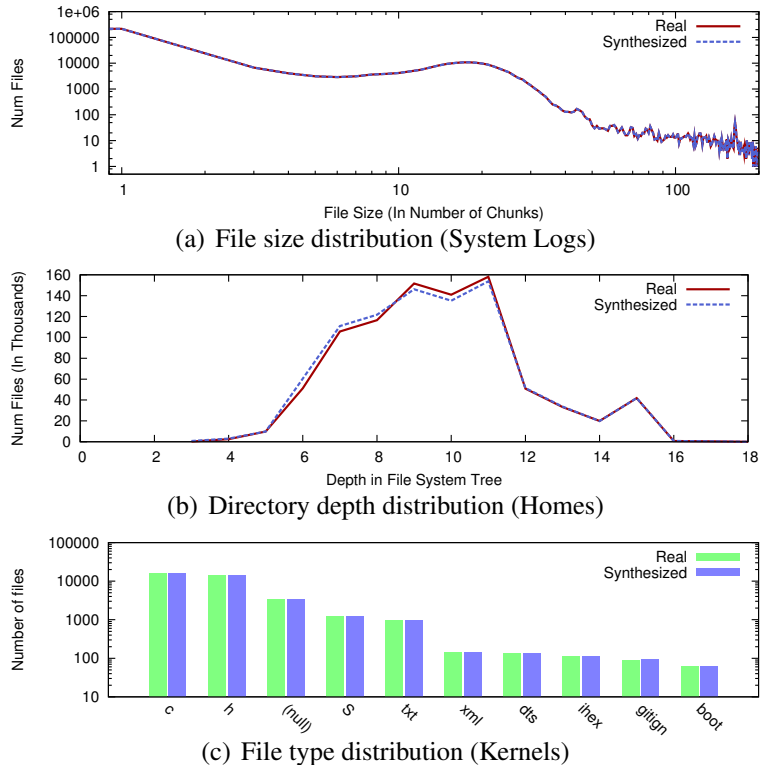 1e+06
100000
10000
1000
100
10
1
Num Files
Real
Synthesized
1 10 100
File Size (In Number of Chunks)
(a) File size distribution (System Logs)
160
140
120
100
80
60
40
20
0
Num Files (In Thousands)
Real
Synthesized
0 2 4 6 8 10 12 14 16 18
Depth in File System Tree
(b) Directory depth distribution (Homes)
100000
10000
1000
100
10
Number of files
Real
Synthesized
c h (null) S txt xml dts ihex gitign boot
(c) File type distribution (Kernels)